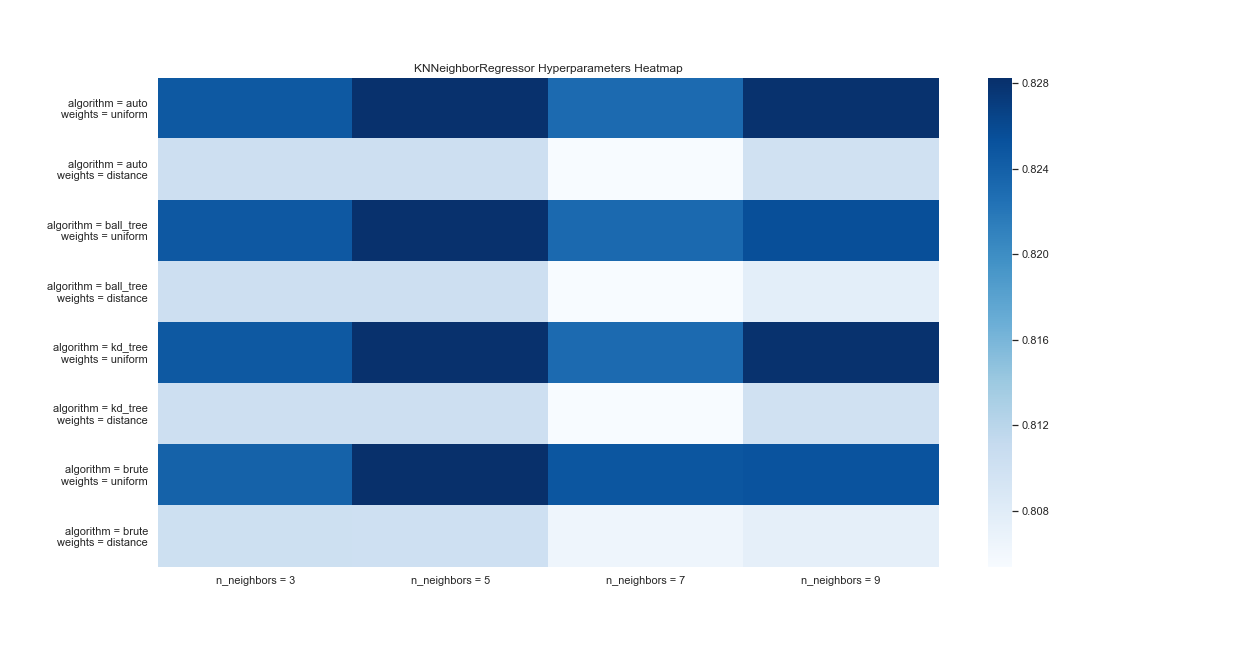 KNNeighborRegressor Hyperparameters Heatmap
algorithm = auto
weights = uniform
algorithm = auto
weights = distance
algorithm = ball_tree
weights = uniform
algorithm = ball_tree
weights = distance
algorithm = kd_tree
weights = uniform
algorithm = kd_tree
weights = distance
algorithm = brute
weights = uniform
algorithm = brute
weights = distance
n_neighbors = 3
n_neighbors = 5
n_neighbors = 7
n_neighbors = 9
0.828
0.824
0.820
0.816
0.812
0.808